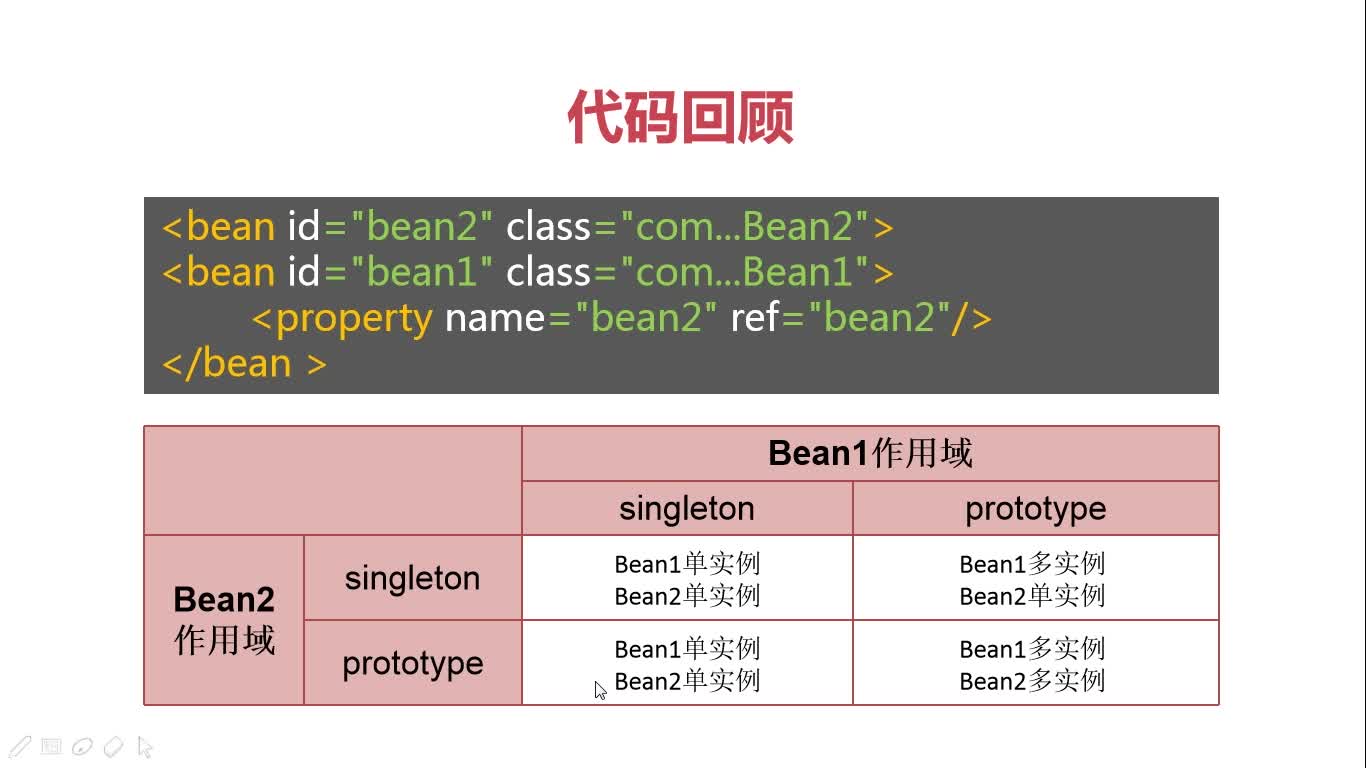 代码回顾
<bean id="bean2" class="com...Bean2">
<bean id="bean1" class="com...Bean1">
<property name="bean2" ref="bean2"/>
</bean >
Bean1作用域
singleton prototype
Bean2
作用域
singleton
Bean1单实例
Bean2单实例
Bean1多实例
Bean2单实例
prototype
Bean1单实例
Bean2单实例
Bean1多实例
Bean2多实例